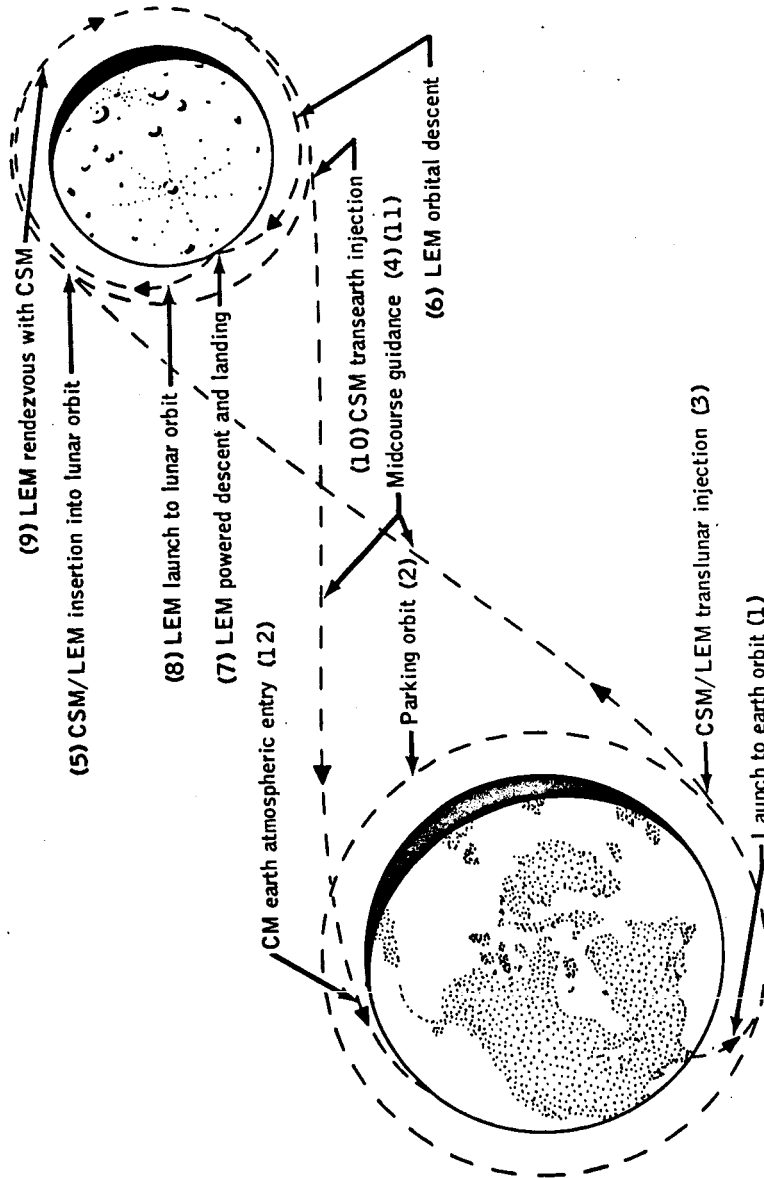 (9) LEM rendezvous with CSM
(5) CSM/LEM insertion into lunar orbit
(8) LEM launch to lunar orbit
(7) LEM powered descent and landing
CM earth atmospheric entry (12)
(10) CSM transearth injection
Midcourse guidance (4) (11)
Parking orbit (2)
(6) LEM orbital descent
CSM/LEM translunar injection (3)
Launch to earth orbit (1)